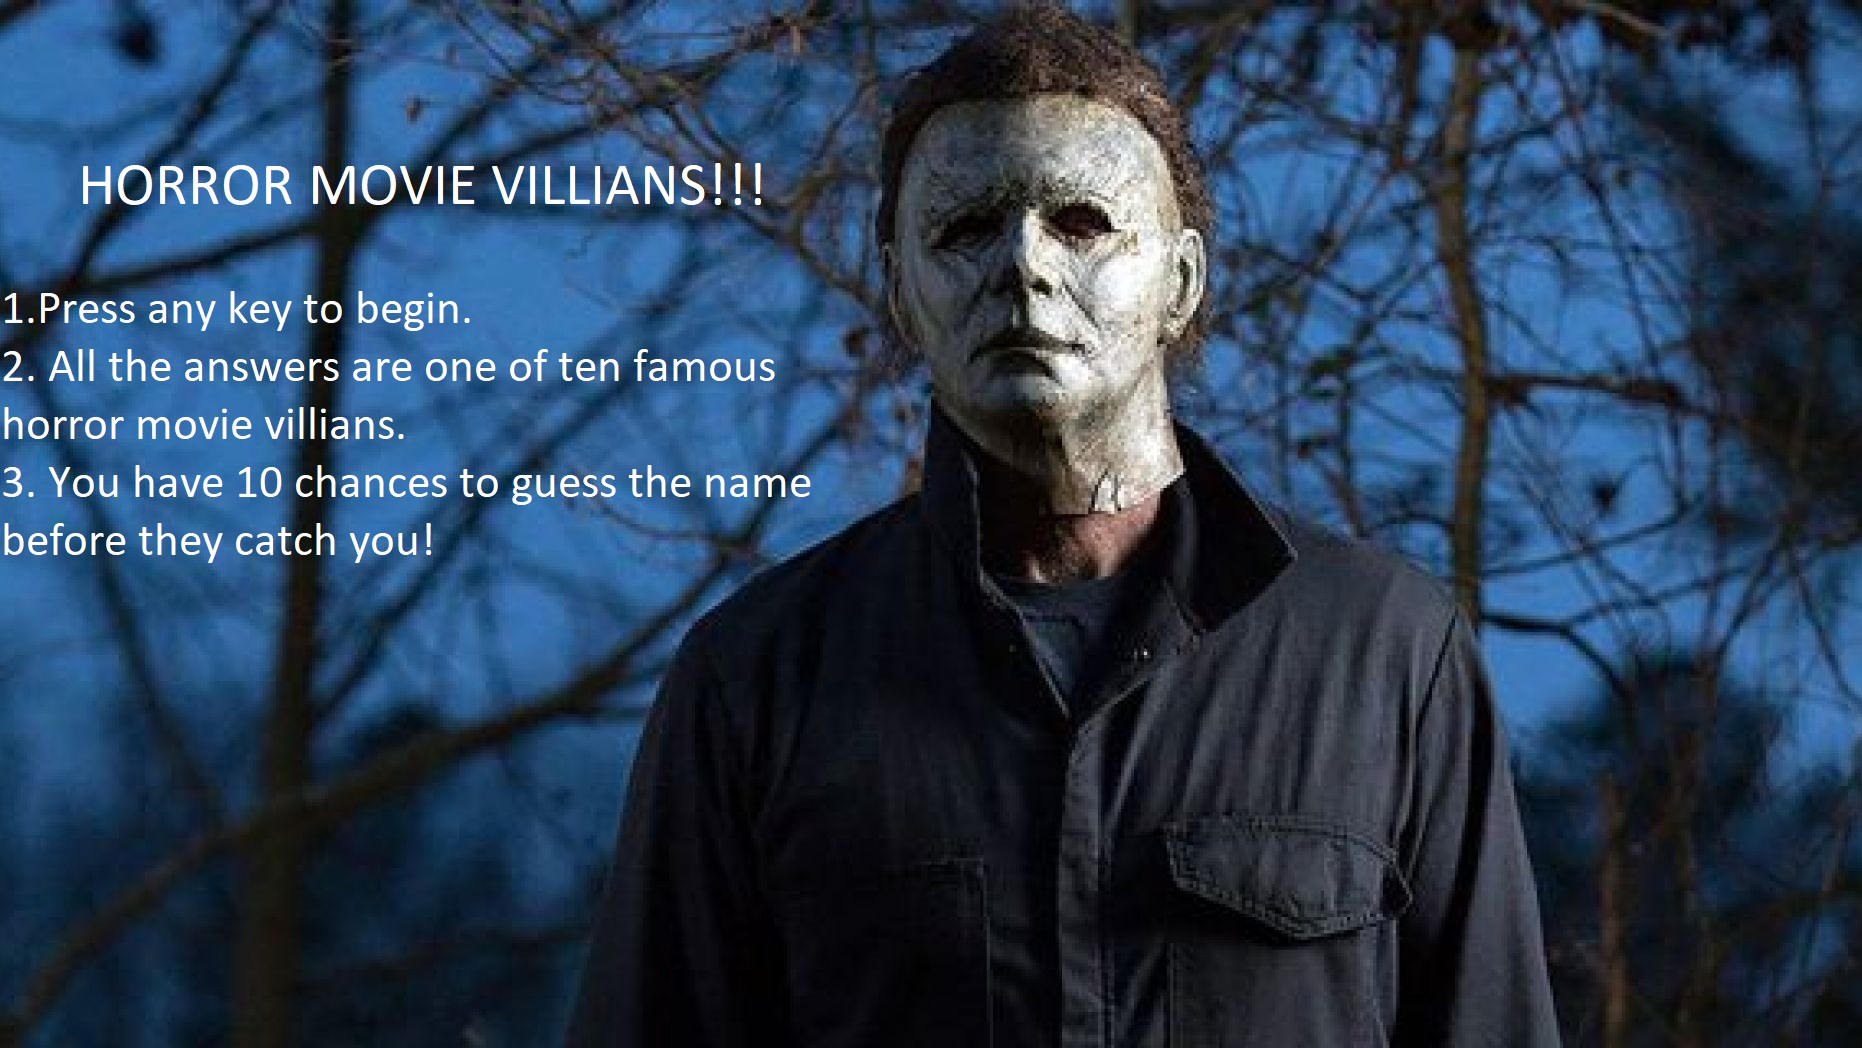 HORROR MOVIE VILLIANS!!!
1.Press any key to begin.
2. All the answers are one of ten famous
horror movie villians.
3. You have 10 chances to guess the name
before they catch you!